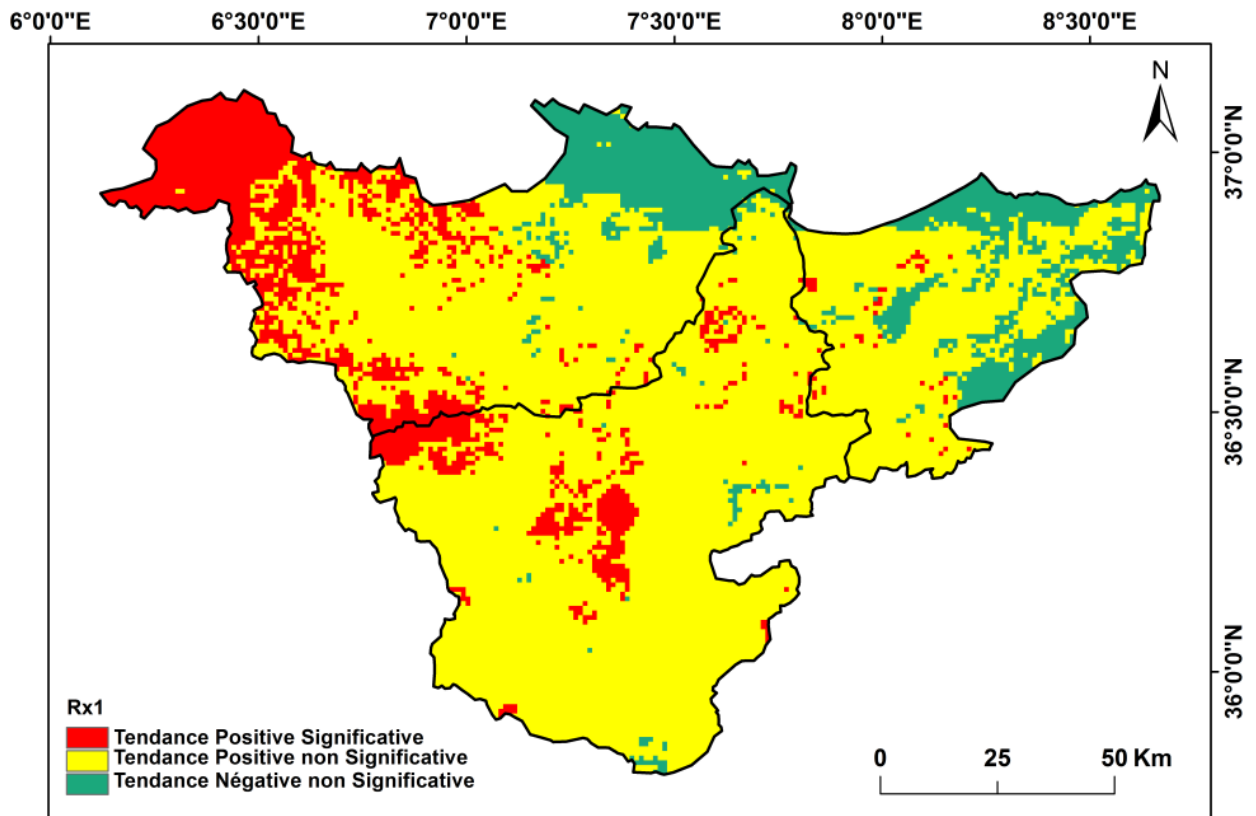 6°0'0"E 6°30'0"E 7°0'0"E 7°30'0"E 8°0'0"E 8°30'0"E
N
37°0'0"N
36°30'0"N
36°0'0"N
Rx1
Tendance Positive Significative
Tendance Positive non Significative
Tendance Négative non Significative
0 25 50 Km